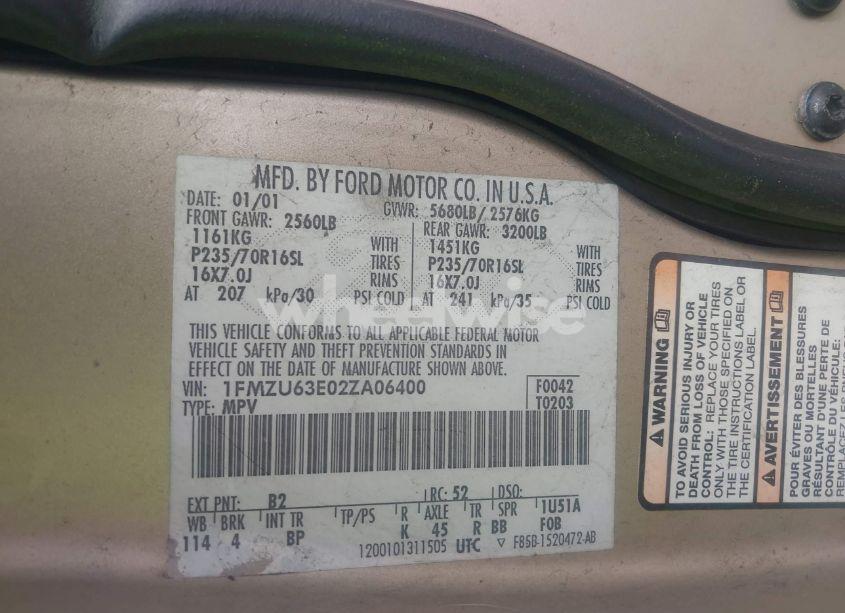 MFD. BY FORD MOTOR CO. IN U.S.A.
DATE: 01/01 GVWR: 5680LB/ 2576KG
FRONT GAWR: 2560LB REAR GAWR: 3200LB
1161KG WITH 1451KG WITH
P235/70R16SL TIRES P235/70R16SL TIRES
16X7.0J RIMS 16X7.0J RIMS
AT 207 kPa/30 PSI COLD AT 241 kPa/35 PSI COLD
wheelwise
THIS VEHICLE CONFORMS TO ALL APPLICABLE FEDERAL MOTOR
VEHICLE SAFETY AND THEFT PREVENTION STANDARDS IN
EFFECT ON THE DATE OF MANUFACTURE SHOWN ABOVE.
VIN: 1FMZU63E02ZA06400 F0042
TYPE: MPV T0203
EXT PNT: B2 RC: 52 DSO:
WB BRK INT TR TP/PS R AXLE TR SPR 1U51A
114 4 BP K 45 R BB FOB
1200101311505 UTC ▽ F85B-1520472-AB
⚠ WARNING
TO AVOID SERIOUS INJURY OR
DEATH FROM LOSS OF VEHICLE
CONTROL: REPLACE YOUR TIRES
ONLY WITH THOSE SPECIFIED ON
THE TIRE INSTRUCTIONS LABEL OR
THE CERTIFICATION LABEL.
⚠ AVERTISSEMENT
POUR ÉVITER DES BLESSURES
GRAVES OU MORTELLES
RÉSULTANT D'UNE PERTE DE
CONTRÔLE DU VÉHICULE:
REMPLACEZ LES PNEUS